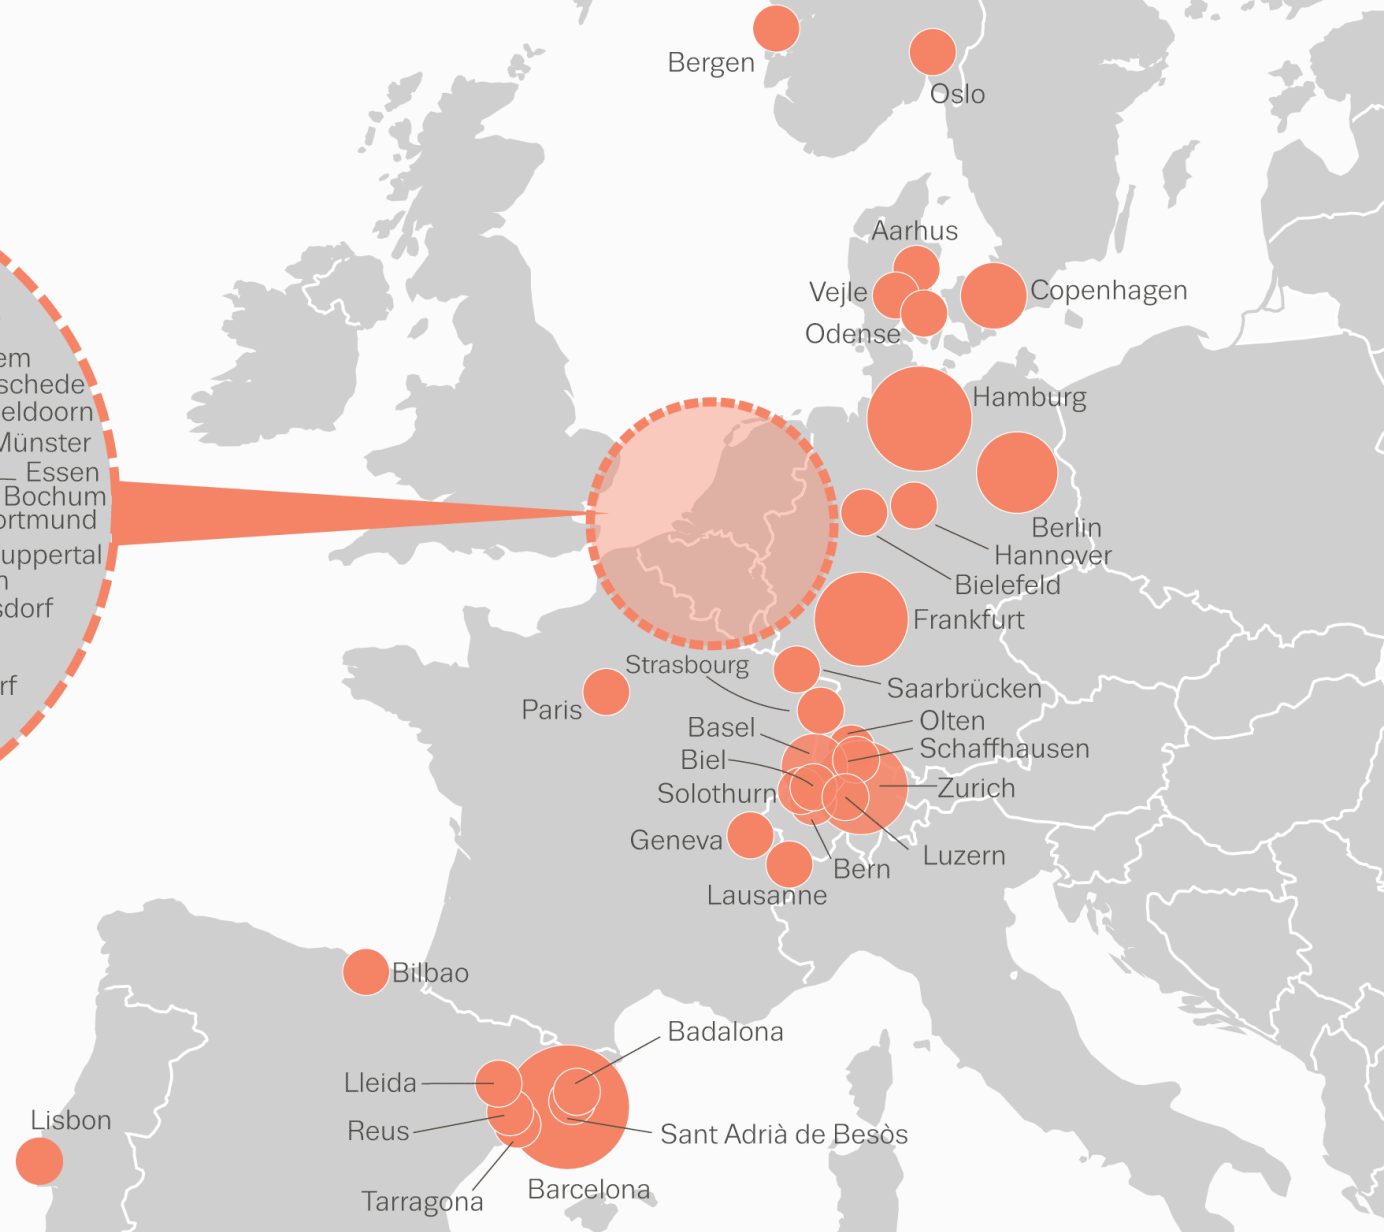 Bergen
Oslo
Aarhus
Vejle
Copenhagen
Odense
Hamburg
Münster
Essen
Bochum
Berlin
Hannover
Bielefeld
Frankfurt
Strasbourg
Saarbrücken
Paris
Olten
Basel
Schaffhausen
Biel
Zurich
Solothurn
Geneva
Luzern
Bern
Lausanne
Bilbao
Badalona
Lleida
Lisbon
Reus
Sant Adrià de Besòs
Barcelona
Tarragona